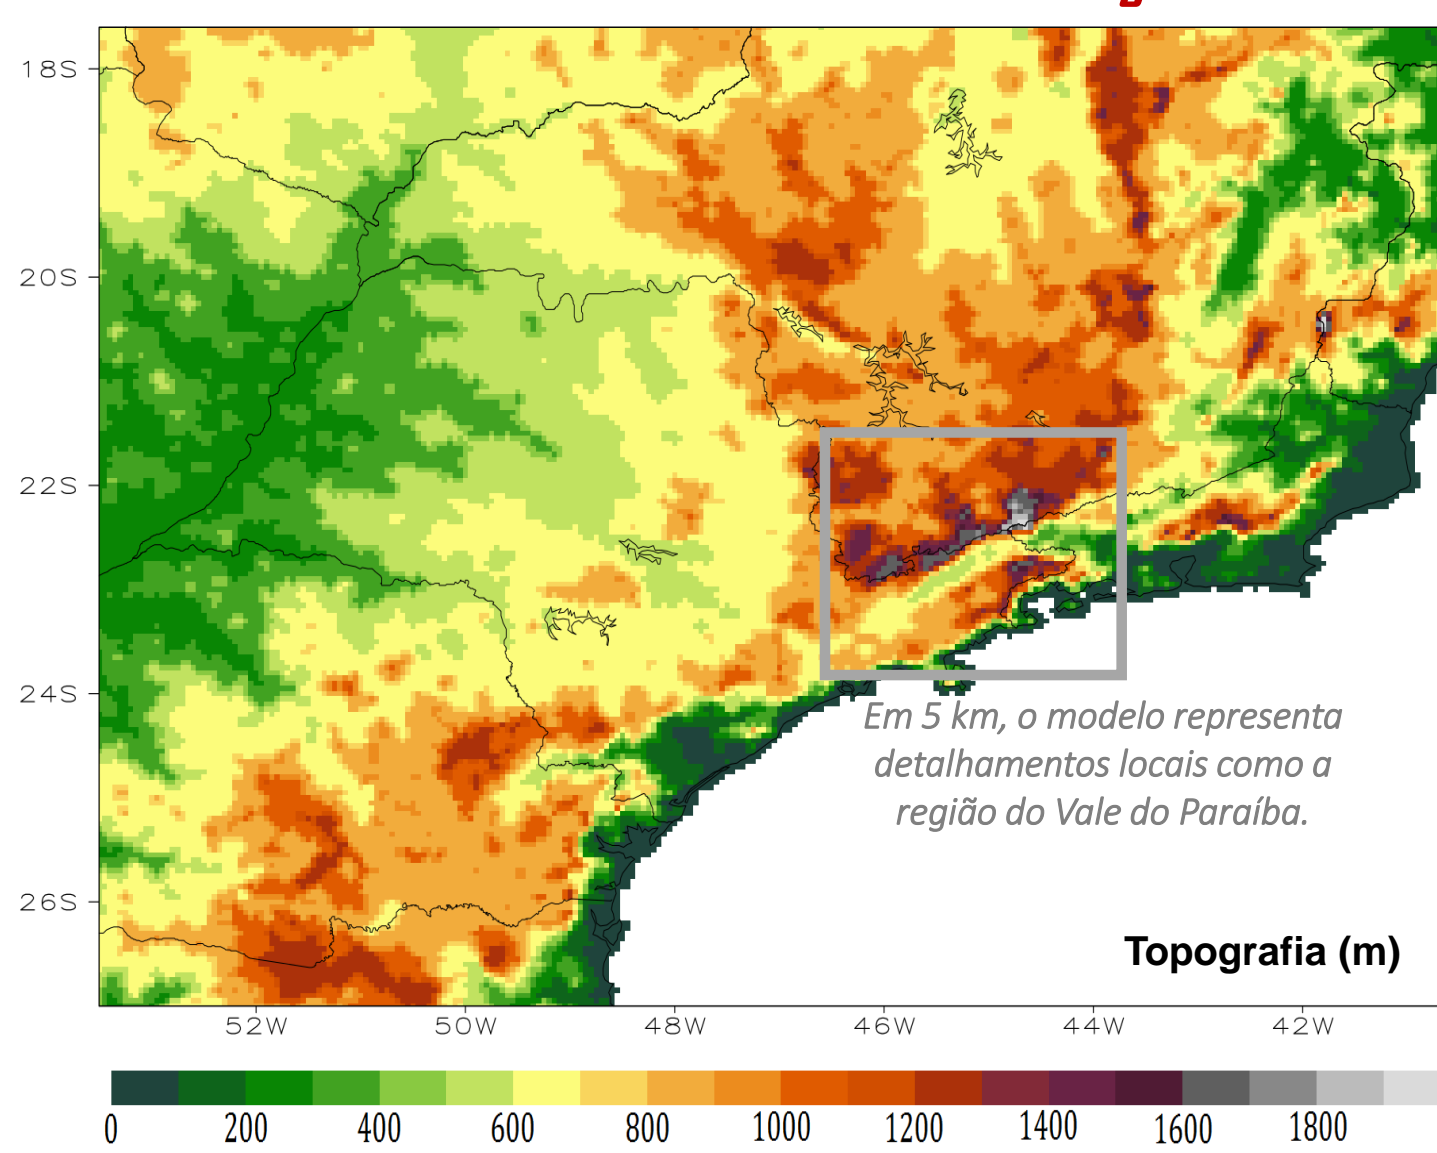 18S
20S
22S
24S
26S
Em 5 km, o modelo representa
detalhamentos locais como a
região do Vale do Paraíba.
Topografia (m)
52W 50W 48W 46W 44W 42W
0 200 400 600 800 1000 1200 1400 1600 1800